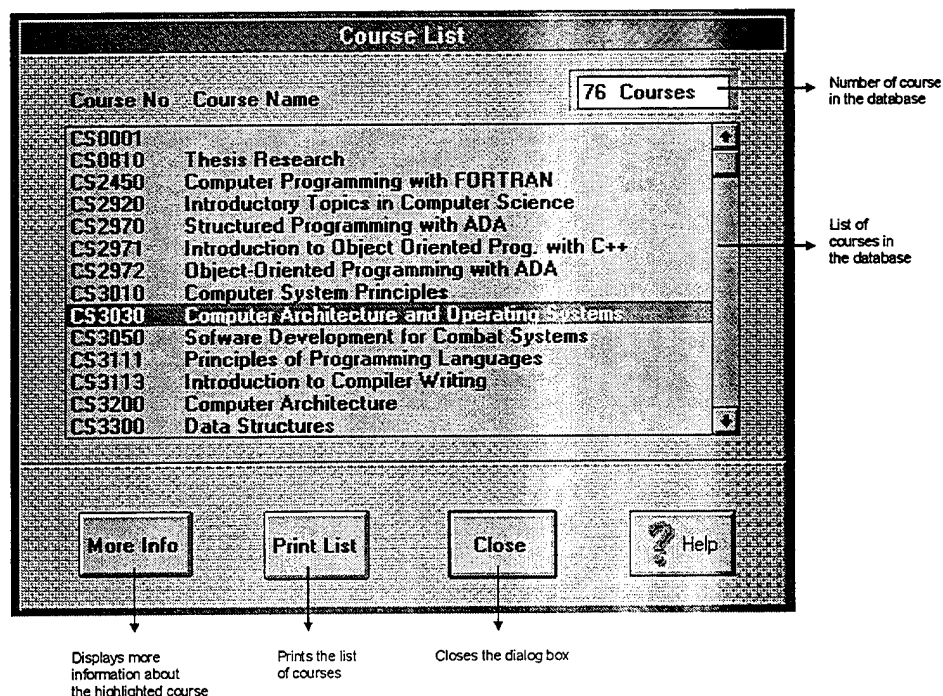 Course List
76 Courses
Number of course
in the database
Course No Course Name
CS0001
CS0810 Thesis Research
CS2450 Computer Programming with FORTRAN
CS2920 Introductory Topics in Computer Science
CS2970 Structured Programming with ADA
CS2971 Introduction to Object Oriented Prog. with C++
CS2972 Object-Oriented Programming with ADA
CS3010 Computer System Principles
CS3030 Computer Architecture and Operating Systems
CS3050 Sofware Development for Combat Systems
CS3111 Principles of Programming Languages
CS3113 Introduction to Compiler Writing
CS3200 Computer Architecture
CS3300 Data Structures
List of
courses in
the database
More Info
Print List
Close
? Help
Displays more
information about
the highlighted course
Prints the list
of courses
Closes the dialog box